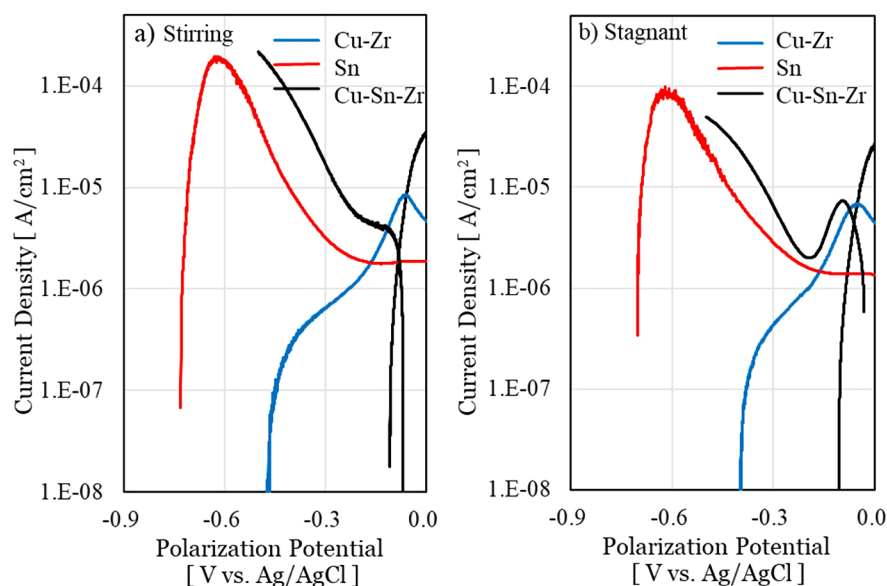 a) Stirring
Cu-Zr
Sn
Cu-Sn-Zr
1.E-04
1.E-05
1.E-06
1.E-07
1.E-08
Current Density [ A/cm²]
-0.9
-0.6
-0.3
0.0
Polarization Potential
[ V vs. Ag/AgCl ]
b) Stagnant
Cu-Zr
Sn
Cu-Sn-Zr
1.E-04
1.E-05
1.E-06
1.E-07
1.E-08
Current Density [ A/cm²]
-0.9
-0.6
-0.3
0.0
Polarization Potential
[ V vs. Ag/AgCl ]